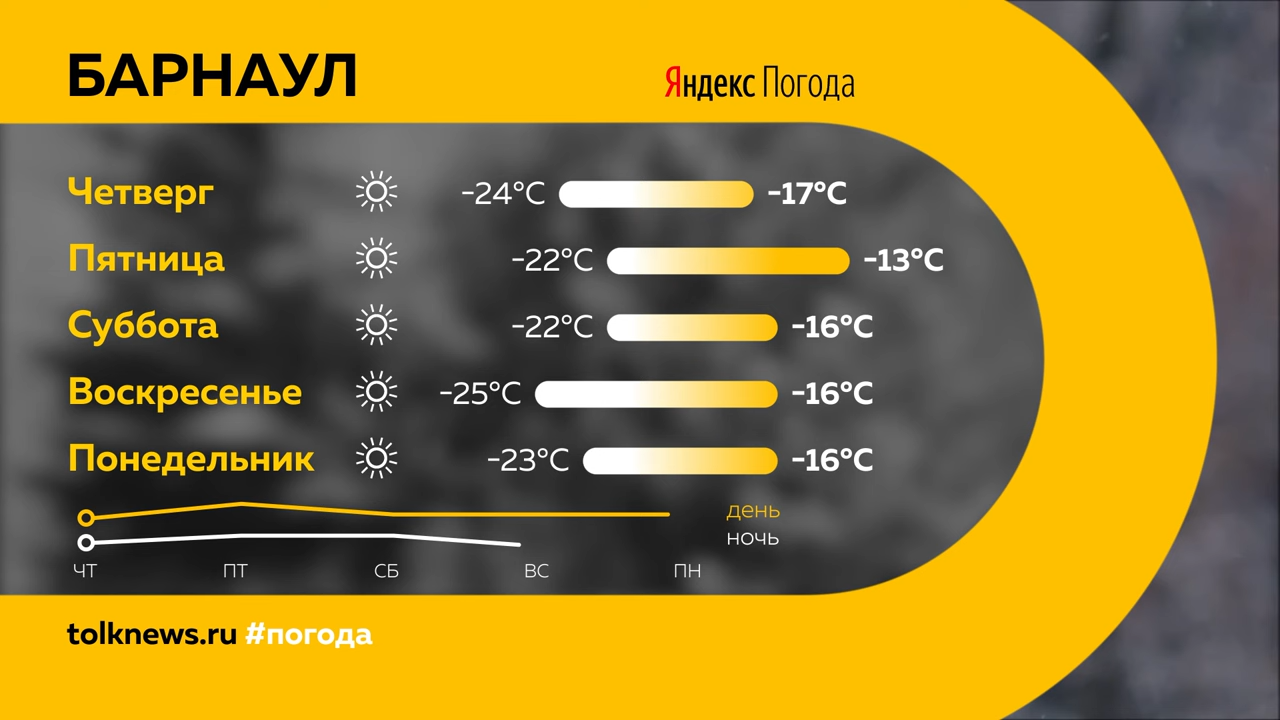 БАРНАУЛ
Яндекс Погода
Четверг -24°C -17°C
Пятница -22°C -13°C
Суббота -22°C -16°C
Воскресенье -25°C -16°C
Понедельник -23°C -16°C
день
ночь
ЧТ ПТ СБ ВС ПН
tolknews.ru #погода